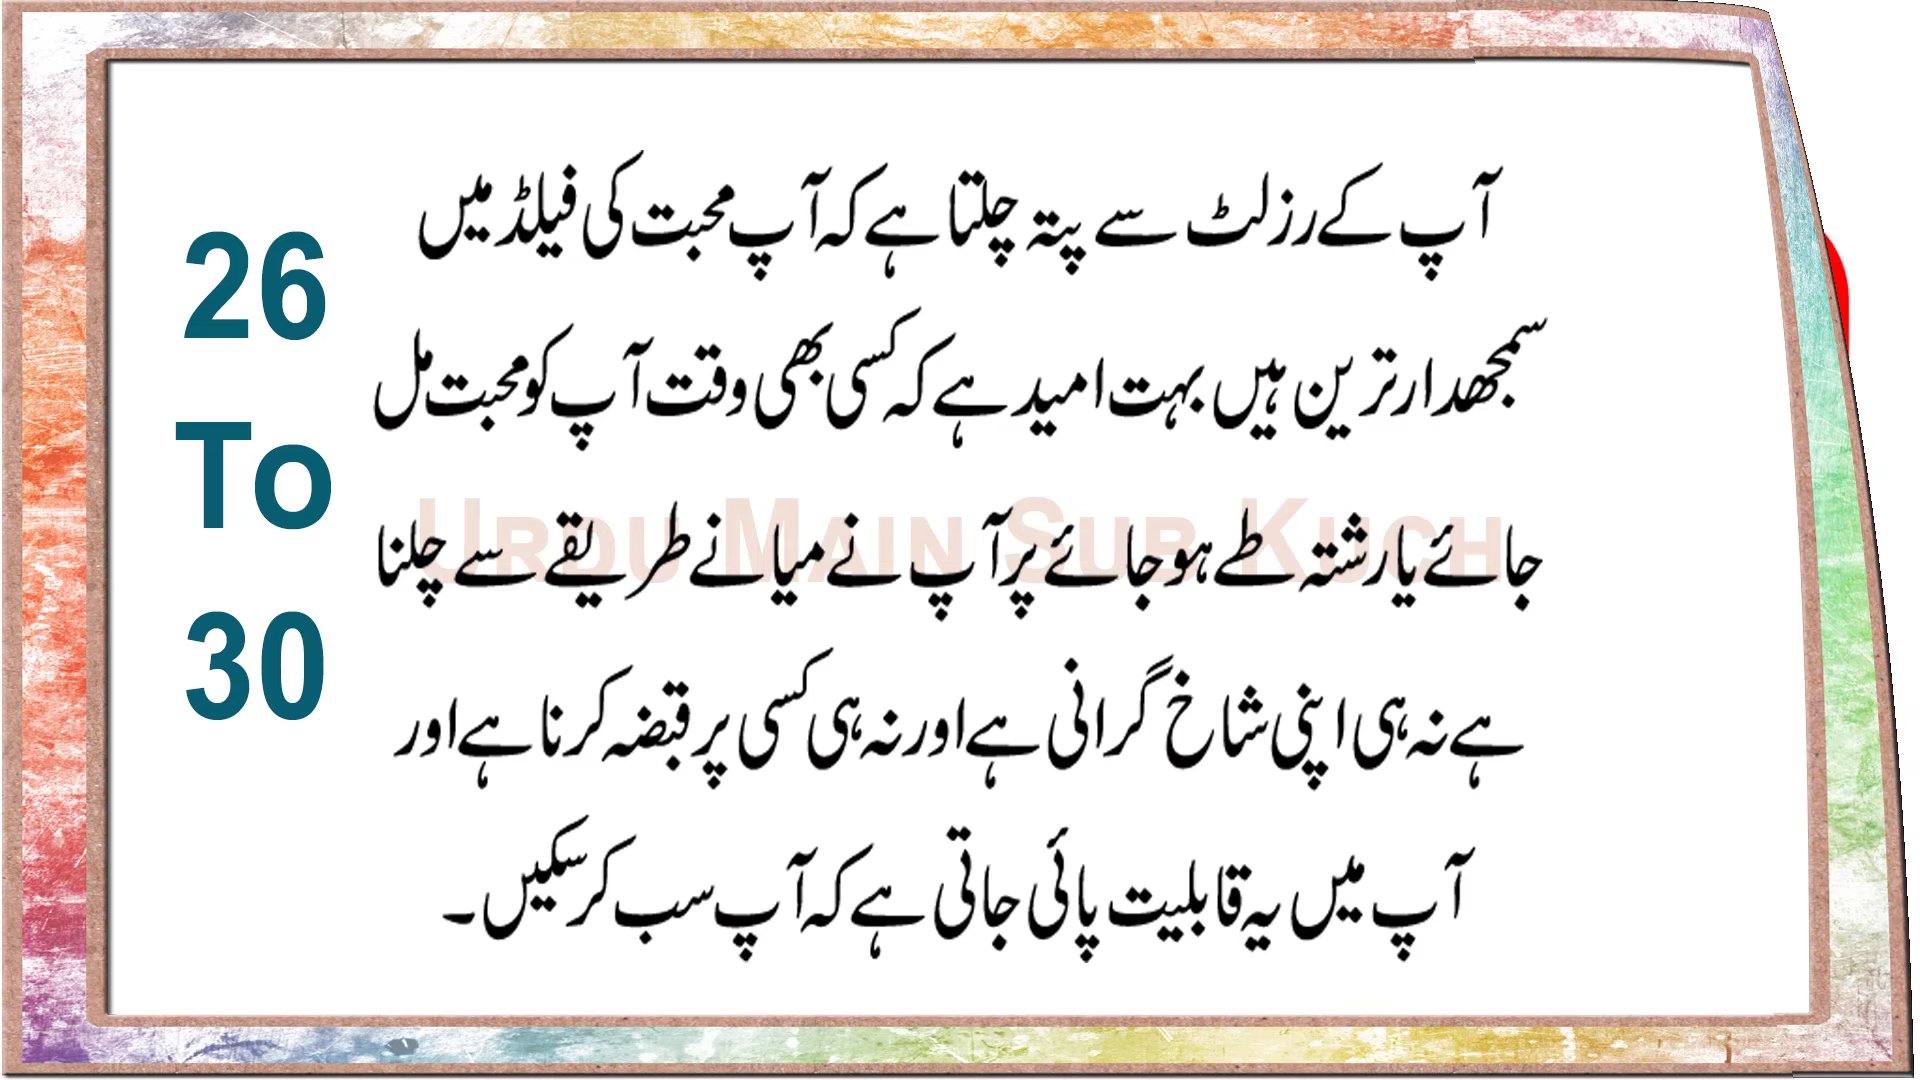 26
To
30
آپ کے رزلٹ سے پتہ چلتا ہے کہ آپ محبت کی فیلڈ میں
سمجھدار ترین ہیں بہت امید ہے کہ کسی بھی وقت آپ کو محبت مل
جائے یا رشتہ طے ہو جائے پر آپ نے میانے طریقے سے چلنا
ہے نہ ہی اپنی شاخ گرانی ہے اور نہ ہی کسی پر قبضہ کرنا ہے اور
آپ میں یہ قابلیت پائی جاتی ہے کہ آپ سب کر سکیں۔
URDU MAIN SUB KUCH